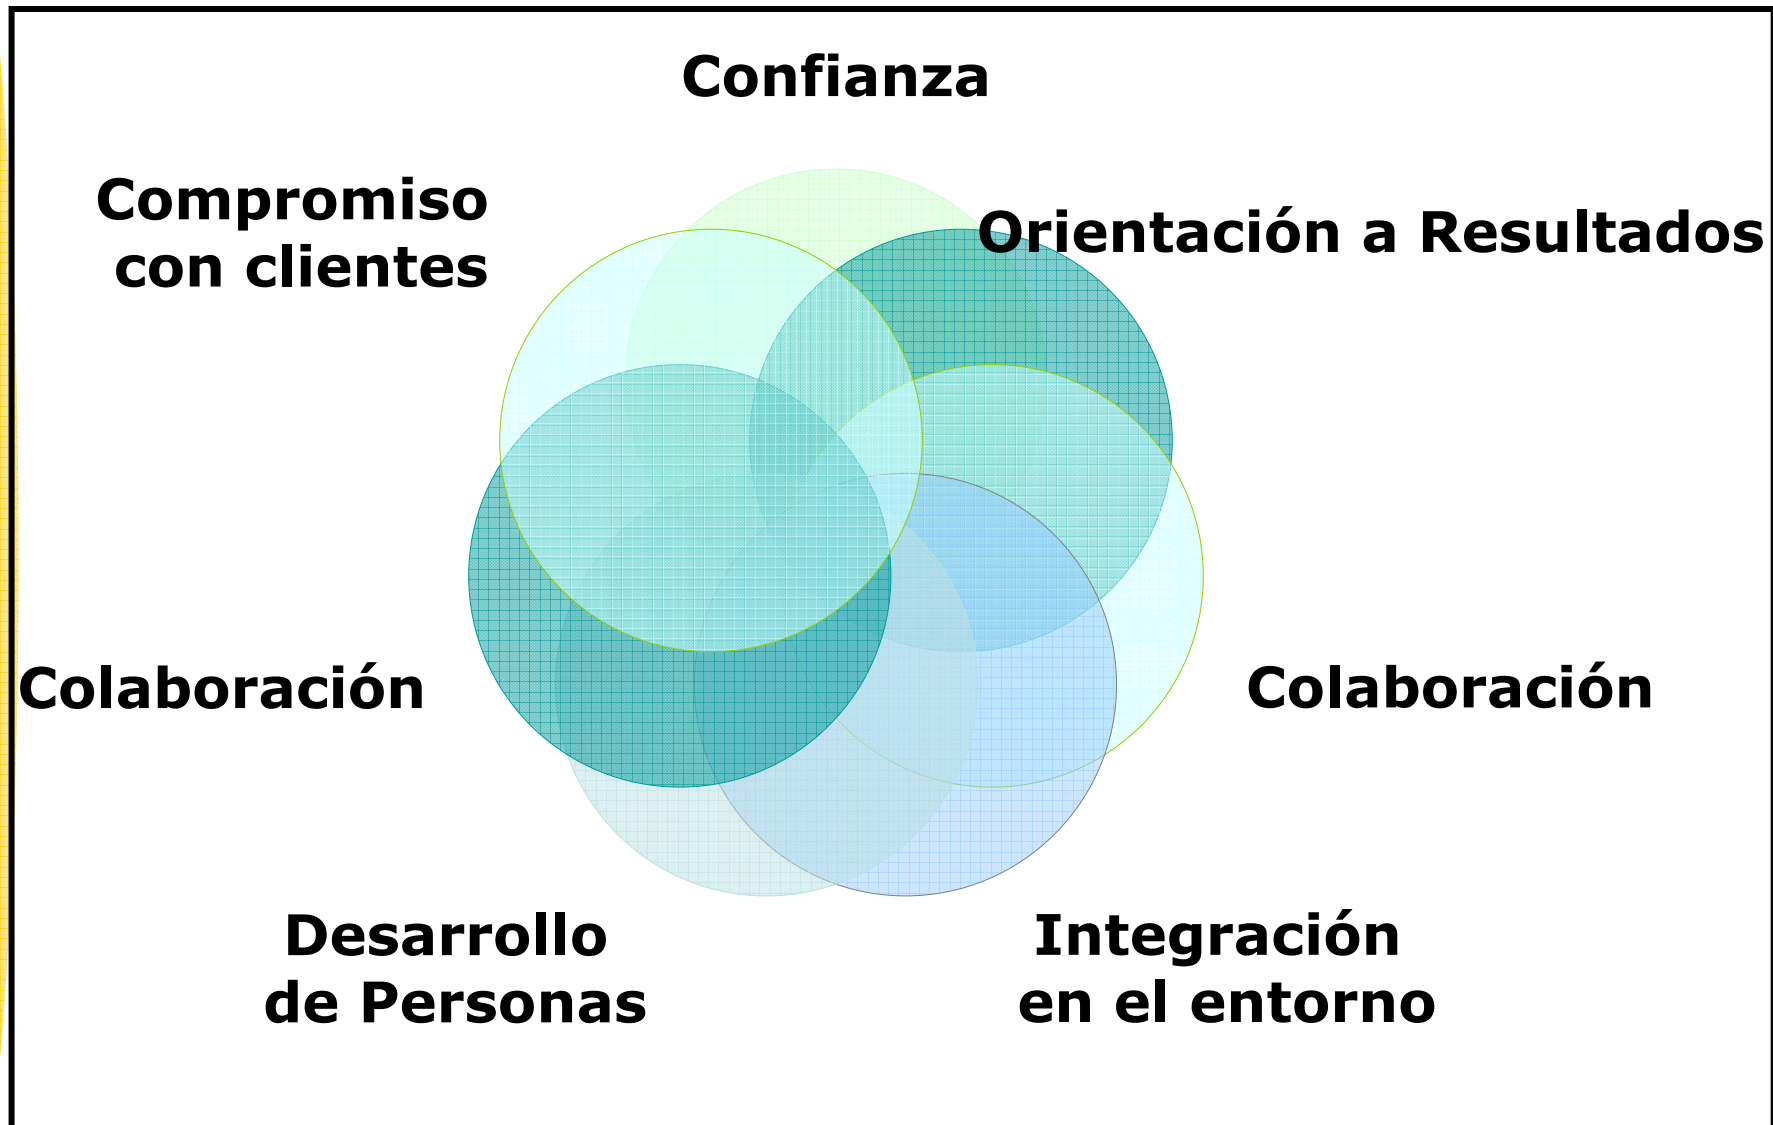 Confianza
Compromiso
con clientes
Orientación a Resultados
Colaboración
Colaboración
Desarrollo
de Personas
Integración
en el entorno